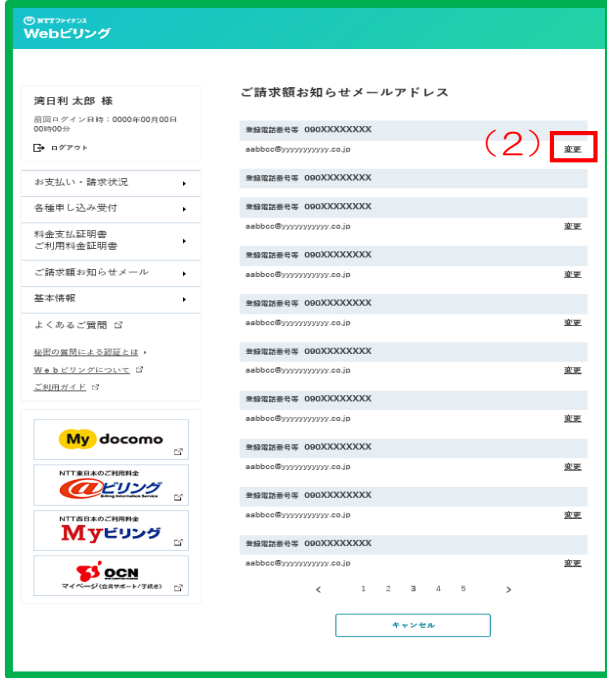 NTTファイナンス
Webビリング
湾日利 太郎 様
前回ログイン日時：0000年00月00日
00時00分
ログアウト
お支払い・請求状況
各種申し込み受付
料金支払証明書
ご利用料金証明書
ご請求額お知らせメール
基本情報
よくあるご質問
秘密の質問による認証とは
Webビリングについて
ご利用ガイド
My docomo
NTT東日本のご利用料金
@ビリング
Billing Information Service
NTT西日本のご利用料金
Myビリング
OCN
マイページ(会員サポート/手続き)
ご請求額お知らせメールアドレス
登録電話番号等 090XXXXXXXX
（2）
aabbcc@yyyyyyyyyyy.co.jp 変更
登録電話番号等 090XXXXXXXX
登録電話番号等 090XXXXXXXX
aabbcc@yyyyyyyyyyy.co.jp 変更
登録電話番号等 090XXXXXXXX
aabbcc@yyyyyyyyyyy.co.jp 変更
登録電話番号等 090XXXXXXXX
aabbcc@yyyyyyyyyyy.co.jp 変更
登録電話番号等 090XXXXXXXX
aabbcc@yyyyyyyyyyy.co.jp 変更
登録電話番号等 090XXXXXXXX
aabbcc@yyyyyyyyyyy.co.jp 変更
登録電話番号等 090XXXXXXXX
aabbcc@yyyyyyyyyyy.co.jp 変更
登録電話番号等 090XXXXXXXX
aabbcc@yyyyyyyyyyy.co.jp 変更
登録電話番号等 090XXXXXXXX
aabbcc@yyyyyyyyyyy.co.jp 変更
< 1 2 3 4 5 >
キャンセル